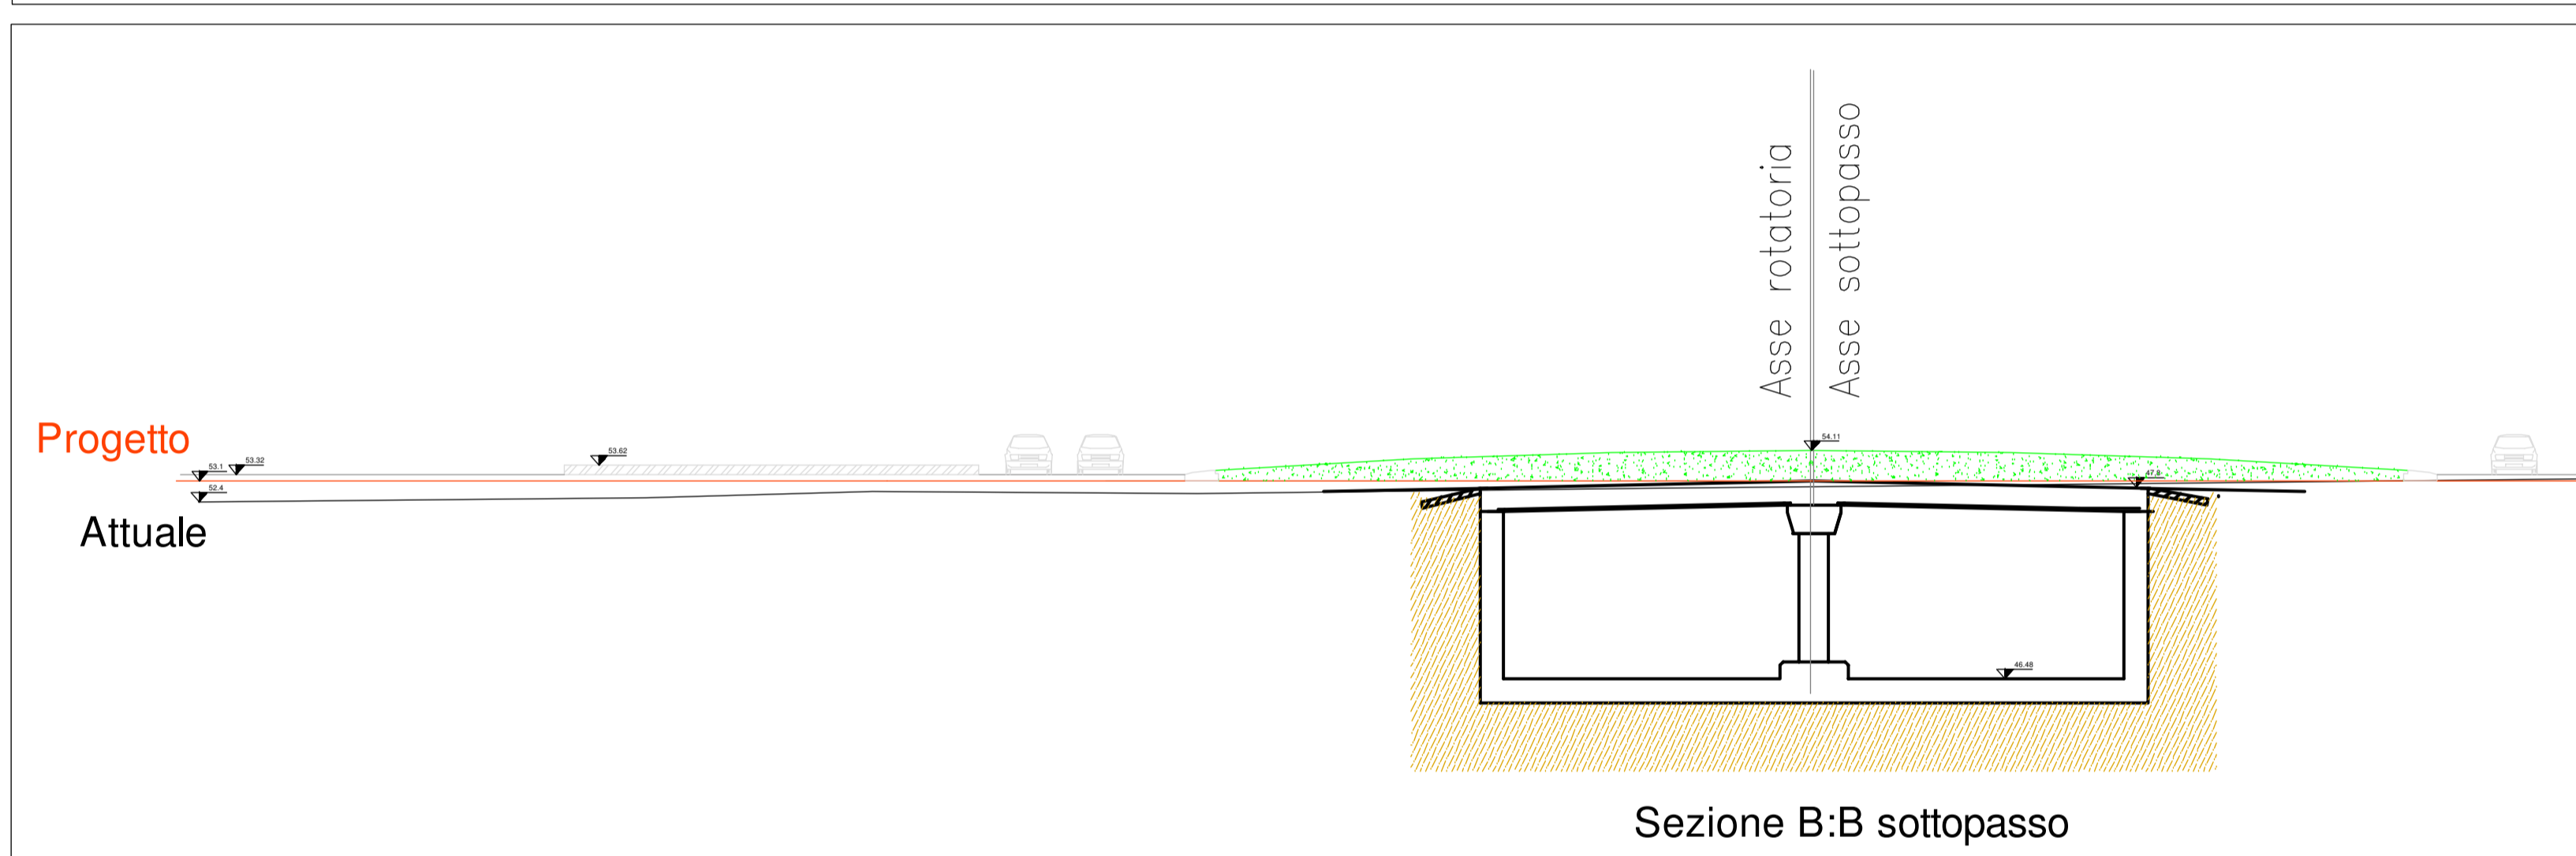 Asse rotatoria
Asse sottopasso
Progetto
53.1
53.32
53.62
54.11
47.8
52.4
Attuale
46.48
Sezione B:B sottopasso